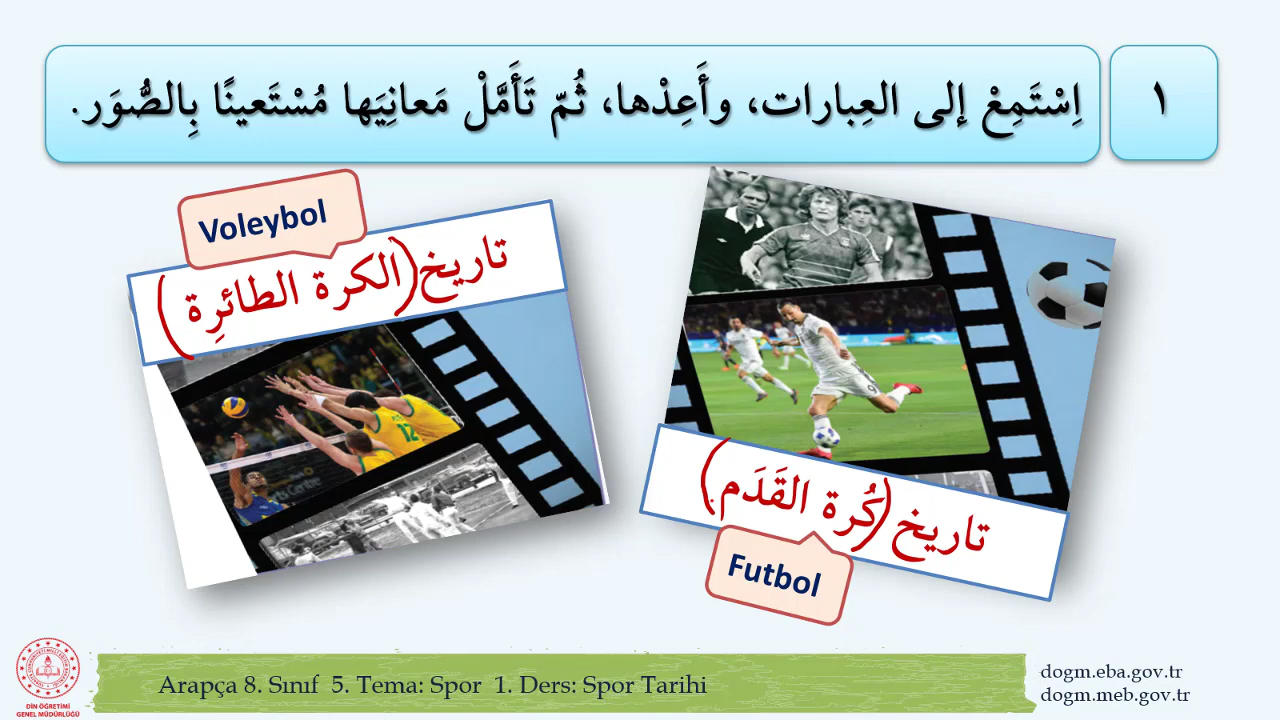 ١
اِسْتَمِعْ إلى العِبارات، وأَعِدْها، ثُمّ تَأَمَّلْ مَعانِيَها مُسْتَعينًا بِالصُّوَر.
Voleybol
تاريخ (الكرة الطائرِة)
تاريخ (كُرة القَدَم)
Futbol
12
DİN ÖĞRETİMİ
GENEL MÜDÜRLÜĞÜ
Arapça 8. Sınıf 5. Tema: Spor 1. Ders: Spor Tarihi
dogm.eba.gov.tr
dogm.meb.gov.tr